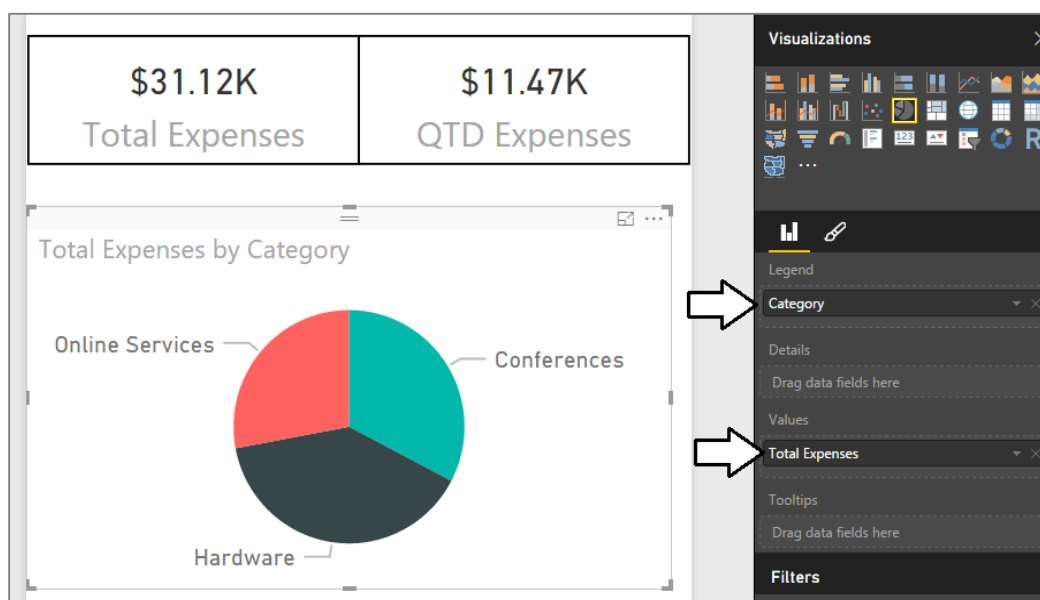 $31.12K
Total Expenses
$11.47K
QTD Expenses
Total Expenses by Category
Online Services
Conferences
Hardware
Visualizations
123
R
Legend
Category
Details
Drag data fields here
Values
Total Expenses
Tooltips
Drag data fields here
Filters